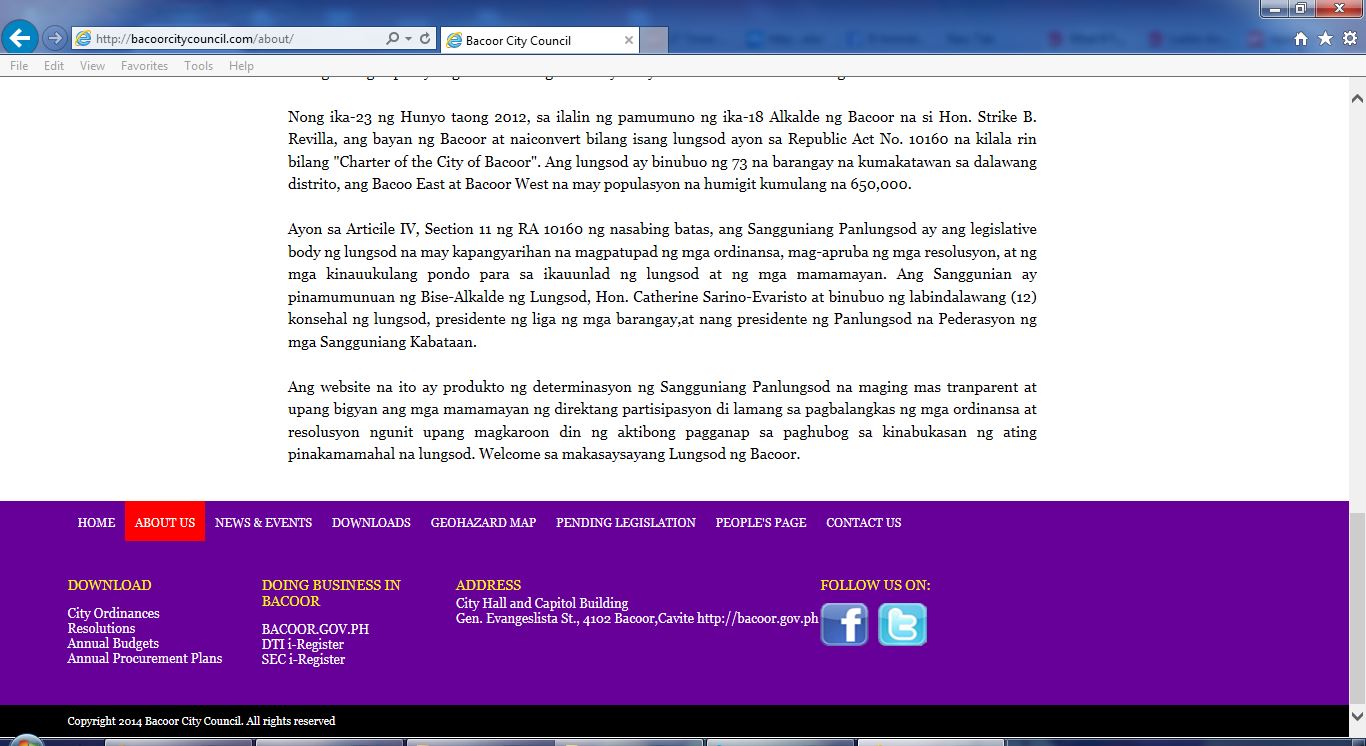 http://bacoorcitycouncil.com/about/
Bacoor City Council
File Edit View Favorites Tools Help
Nong ika-23 ng Hunyo taong 2012, sa ilalin ng pamumuno ng ika-18 Alkalde ng Bacoor na si Hon. Strike B.
Revilla, ang bayan ng Bacoor at naiconvert bilang isang lungsod ayon sa Republic Act No. 10160 na kilala rin
bilang "Charter of the City of Bacoor". Ang lungsod ay binubuo ng 73 na barangay na kumakatawan sa dalawang
distrito, ang Bacoo East at Bacoor West na may populasyon na humigit kumulang na 650,000.
Ayon sa Articile IV, Section 11 ng RA 10160 ng nasabing batas, ang Sangguniang Panlungsod ay ang legislative
body ng lungsod na may kapangyarihan na magpatupad ng mga ordinansa, mag-apruba ng mga resolusyon, at ng
mga kinauukulang pondo para sa ikauunlad ng lungsod at ng mga mamamayan. Ang Sanggunian ay
pinamumunuan ng Bise-Alkalde ng Lungsod, Hon. Catherine Sarino-Evaristo at binubuo ng labindalawang (12)
konsehal ng lungsod, presidente ng liga ng mga barangay,at nang presidente ng Panlungsod na Pederasyon ng
mga Sangguniang Kabataan.
Ang website na ito ay produkto ng determinasyon ng Sangguniang Panlungsod na maging mas tranparent at
upang bigyan ang mga mamamayan ng direktang partisipasyon di lamang sa pagbalangkas ng mga ordinansa at
resolusyon ngunit upang magkaroon din ng aktibong pagganap sa paghubog sa kinabukasan ng ating
pinakamamahal na lungsod. Welcome sa makasaysayang Lungsod ng Bacoor.
HOME ABOUT US NEWS & EVENTS DOWNLOADS GEOHAZARD MAP PENDING LEGISLATION PEOPLE'S PAGE CONTACT US
DOWNLOAD
City Ordinances
Resolutions
Annual Budgets
Annual Procurement Plans
DOING BUSINESS IN
BACOOR
BACOOR.GOV.PH
DTI i-Register
SEC i-Register
ADDRESS
City Hall and Capitol Building
Gen. Evangeslista St., 4102 Bacoor,Cavite http://bacoor.gov.ph
FOLLOW US ON:
Copyright 2014 Bacoor City Council. All rights reserved